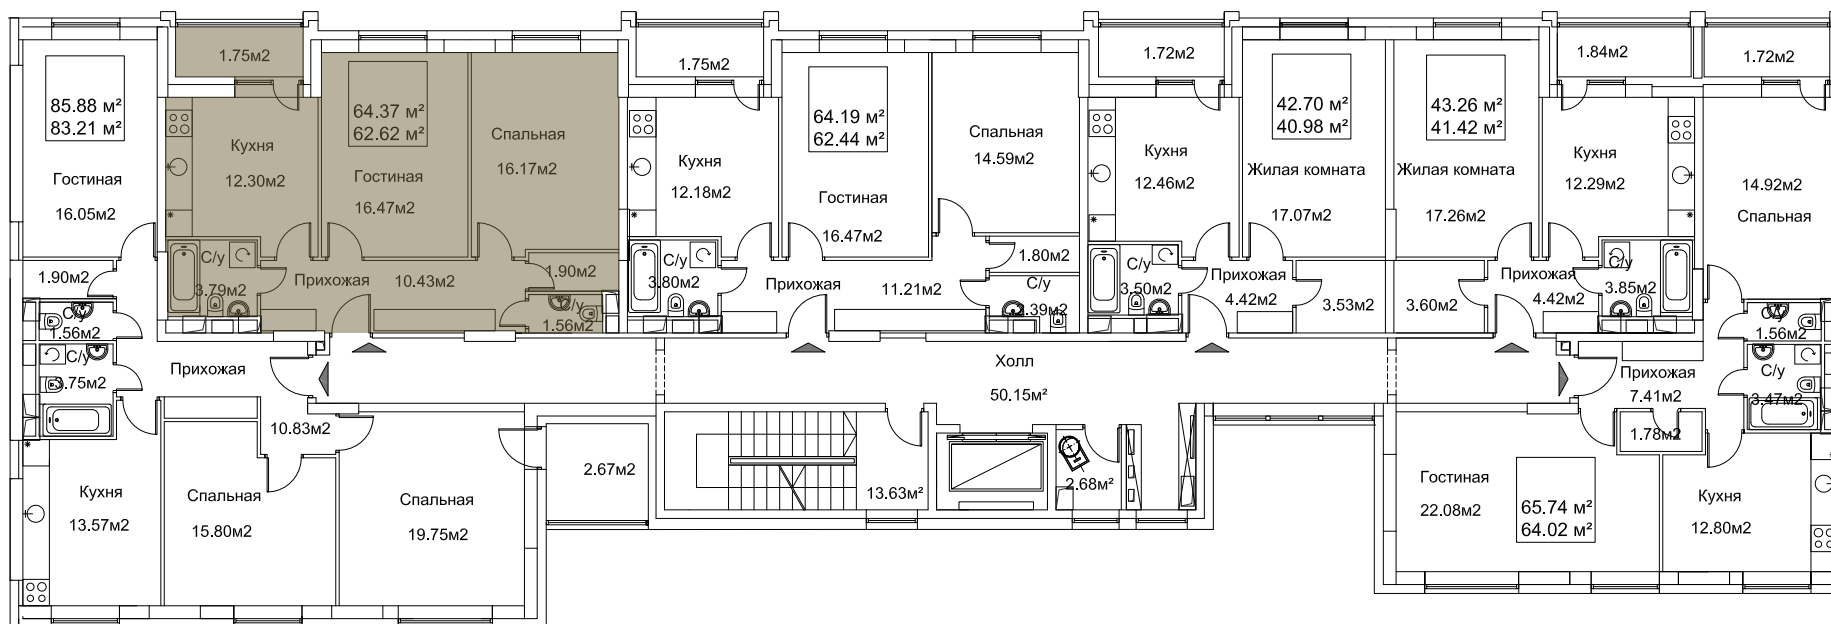 85.88 м²
83.21 м²
Гостиная
16.05м2
1.90м2
1.56м2
С/у
.75м2
Прихожая
10.83м2
Кухня
13.57м2
Спальная
15.80м2
Спальная
19.75м2
2.67м2
1.75м2
64.37 м²
62.62 м²
Кухня
12.30м2
Гостиная
16.47м2
Спальная
16.17м2
С/у
3.79м2
Прихожая
10.43м2
1.90м2
С/у
1.56м2
1.75м2
64.19 м²
62.44 м²
Кухня
12.18м2
Гостиная
16.47м2
Спальная
14.59м2
С/у
3.80м2
Прихожая
11.21м2
1.80м2
С/у
.39м2
1.72м2
42.70 м²
40.98 м²
Кухня
12.46м2
Жилая комната
17.07м2
С/у
3.50м2
Прихожая
4.42м2
3.53м2
1.84м2
43.26 м²
41.42 м²
Жилая комната
17.26м2
Кухня
12.29м2
3.60м2
Прихожая
4.42м2
С/у
3.85м2
1.72м2
14.92м2
Спальная
С/у
1.56м2
С/у
3.47м2
Прихожая
7.41м2
1.78м2
Гостиная
22.08м2
65.74 м²
64.02 м²
Кухня
12.80м2
Холл
50.15м²
13.63м²
2.68м²